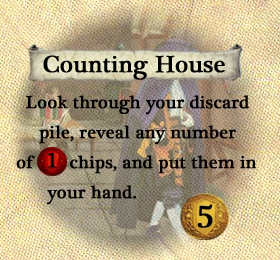 Counting House
Look through your discard
pile, reveal any number
of 1 chips, and put them in
your hand.
5